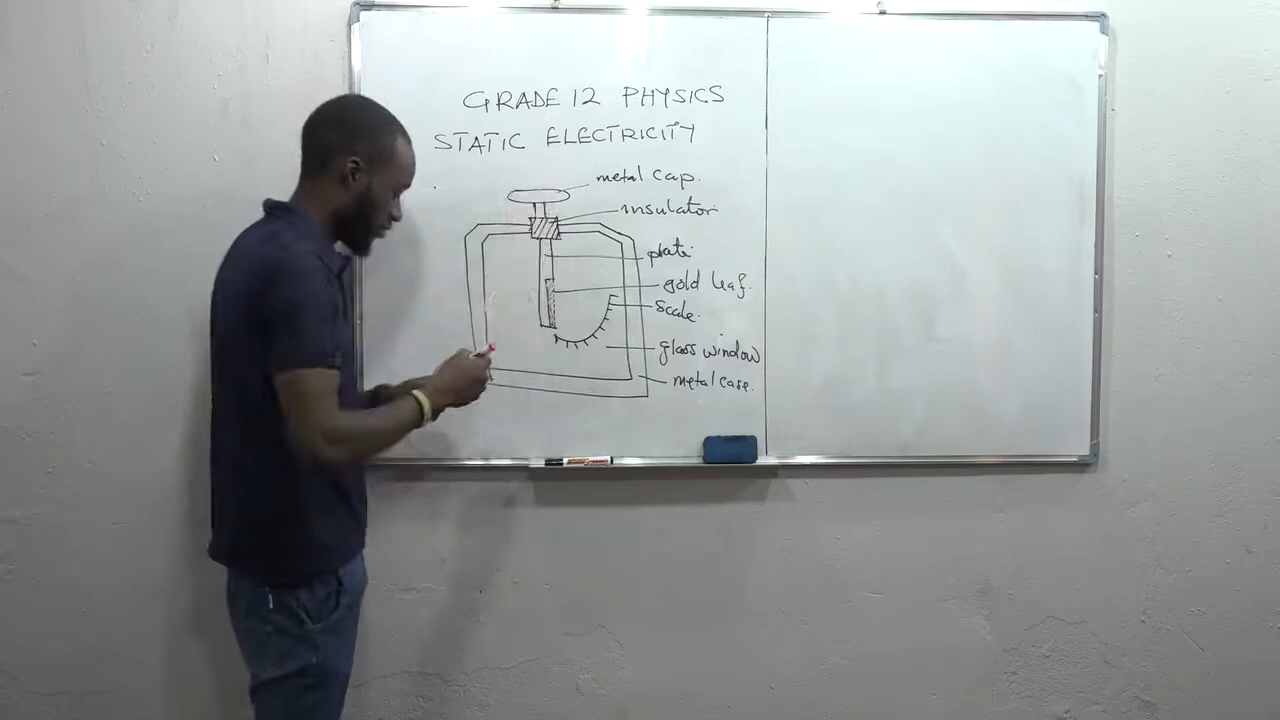 GRADE 12 PHYSICS
STATIC ELECTRICITY
metal cap.
insulator
plate
gold leaf.
scale.
glass window
metal case.